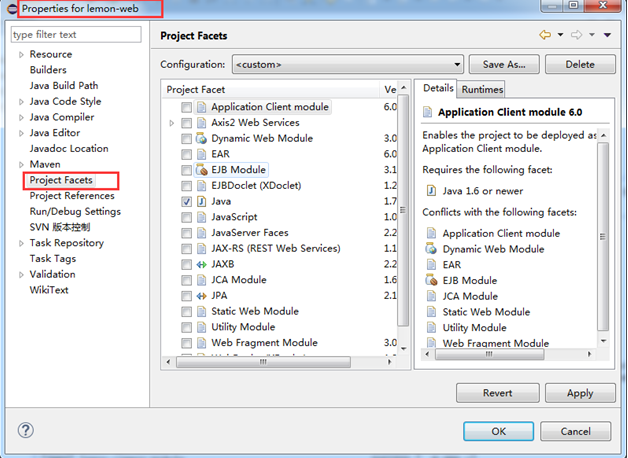 Properties for lemon-web
type filter text
Resource
Builders
Java Build Path
Java Code Style
Java Compiler
Java Editor
Javadoc Location
Maven
Project Facets
Project References
Run/Debug Settings
SVN 版本控制
Task Repository
Task Tags
Validation
WikiText
Project Facets
Configuration: <custom> Save As... Delete
Project Facet Ve
Application Client module 6.0
Axis2 Web Services
Dynamic Web Module 3.0
EAR 6.0
EJB Module 3.1
EJBDoclet (XDoclet) 1.2
Java 1.7
JavaScript 1.0
JavaServer Faces 2.2
JAX-RS (REST Web Services) 1.1
JAXB 2.2
JCA Module 1.6
JPA 2.1
Static Web Module
Utility Module
Web Fragment Module 3.0
Details Runtimes
Application Client module 6.0
Enables the project to be deployed as
Application Client module.
Requires the following facet:
Java 1.6 or newer
Conflicts with the following facets:
Application Client module
Dynamic Web Module
EAR
EJB Module
JCA Module
Static Web Module
Utility Module
Web Fragment Module
Revert Apply
OK Cancel